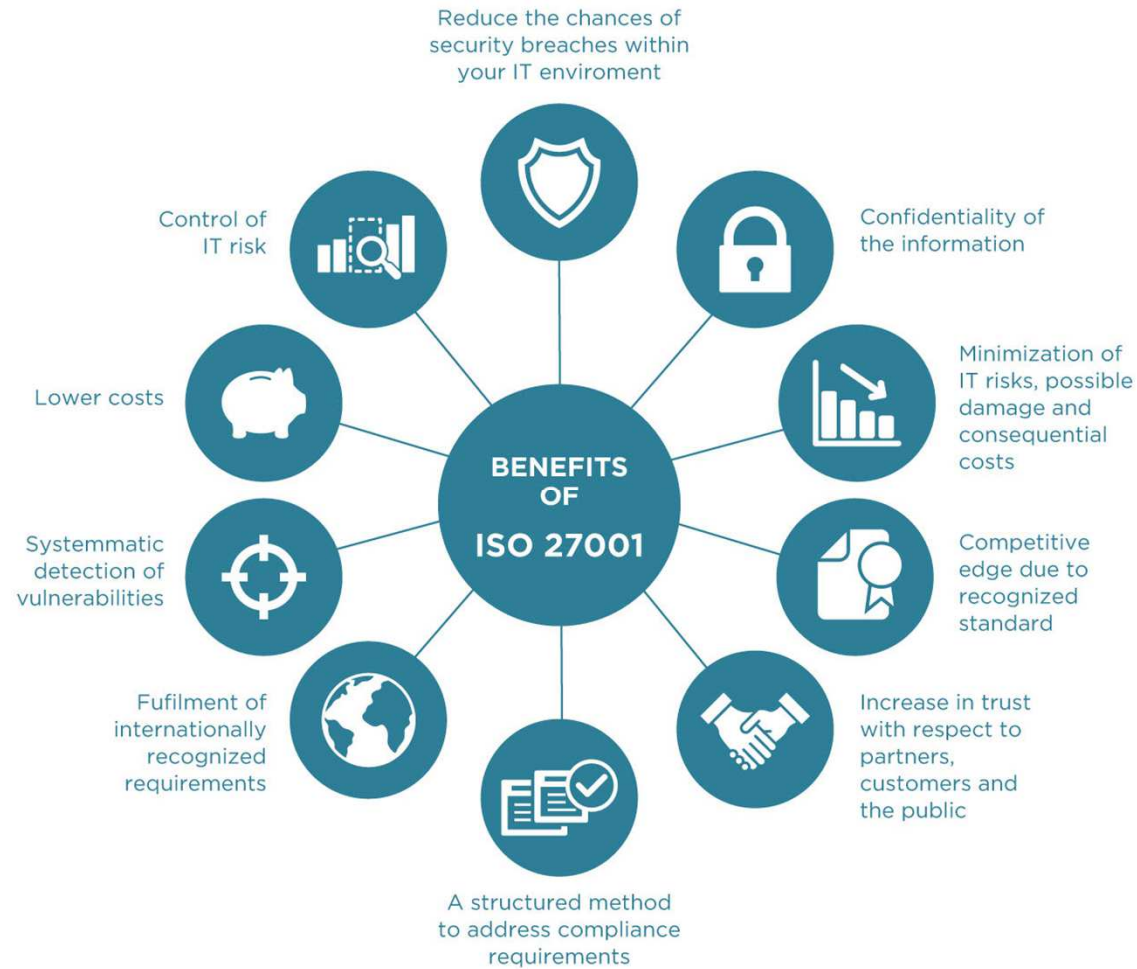 Reduce the chances of
security breaches within
your IT enviroment
Confidentiality of
the information
Minimization of
IT risks, possible
damage and
consequential
costs
Competitive
edge due to
recognized
standard
Increase in trust
with respect to
partners,
customers and
the public
A structured method
to address compliance
requirements
Fufilment of
internationally
recognized
requirements
Systemmatic
detection of
vulnerabilities
Lower costs
Control of
IT risk
BENEFITS
OF
ISO 27001